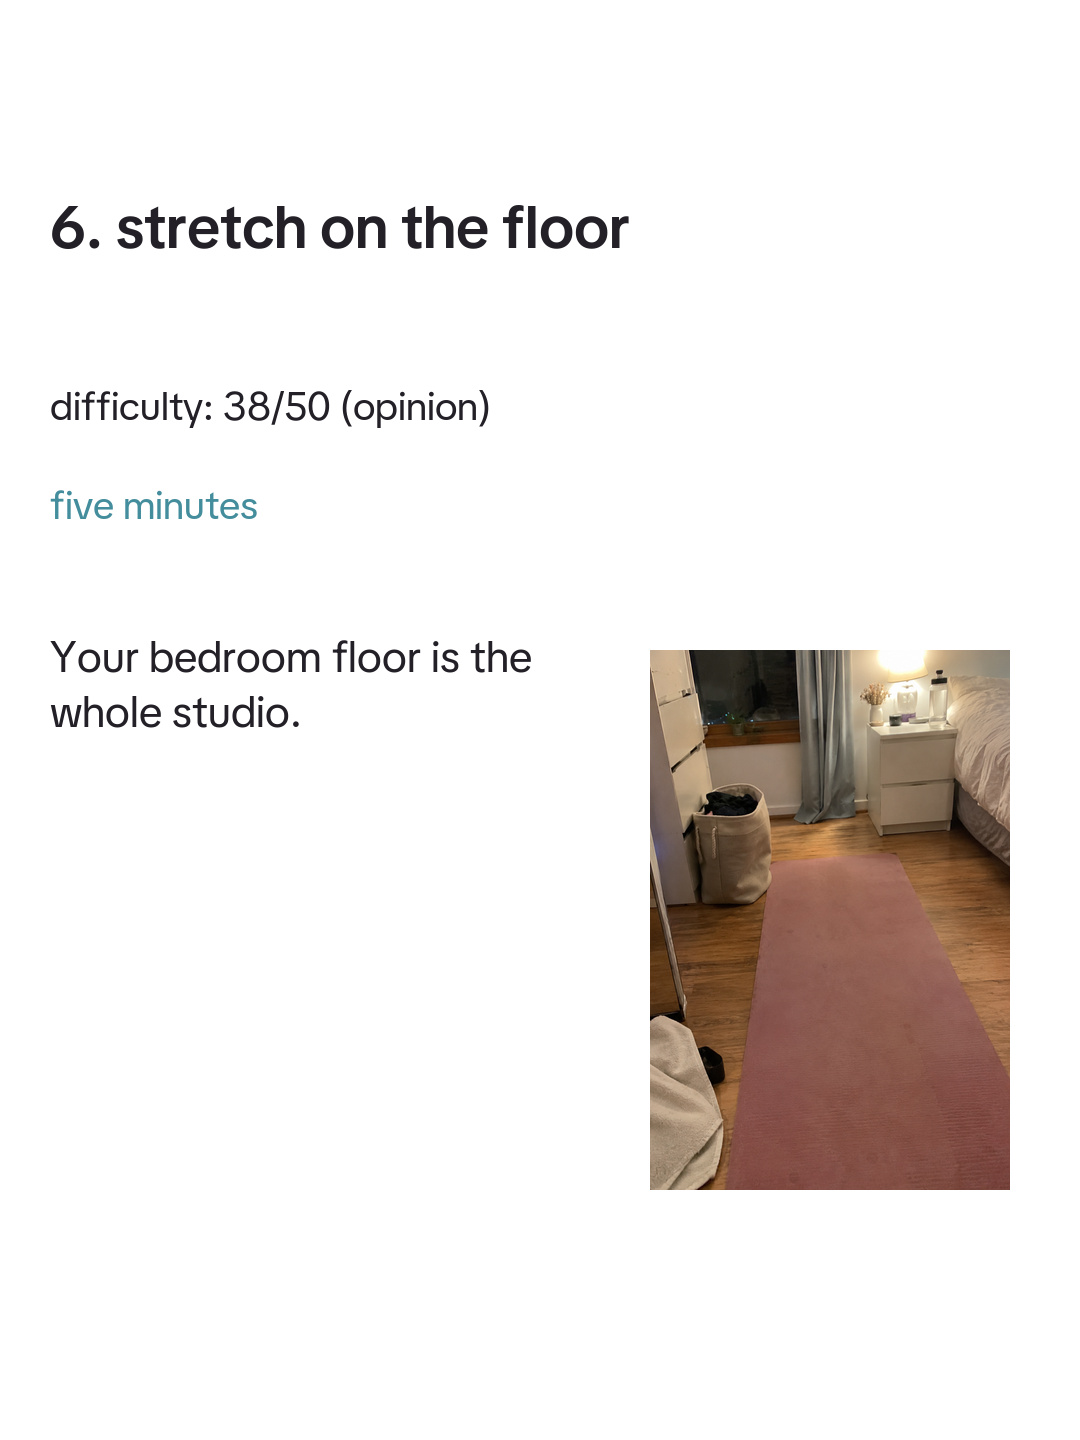 6. stretch on the floor
difficulty: 38/50 (opinion)
five minutes
Your bedroom floor is the
whole studio.